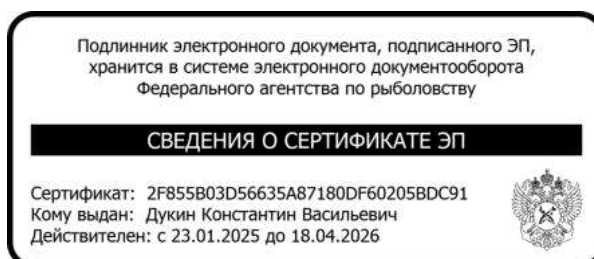 Подлинник электронного документа, подписанного ЭП,
хранится в системе электронного документооборота
Федерального агентства по рыболовству
СВЕДЕНИЯ О СЕРТИФИКАТЕ ЭП
Сертификат: 2F855B03D56635A87180DF60205BDC91
Кому выдан: Дукин Константин Васильевич
Действителен: с 23.01.2025 до 18.04.2026